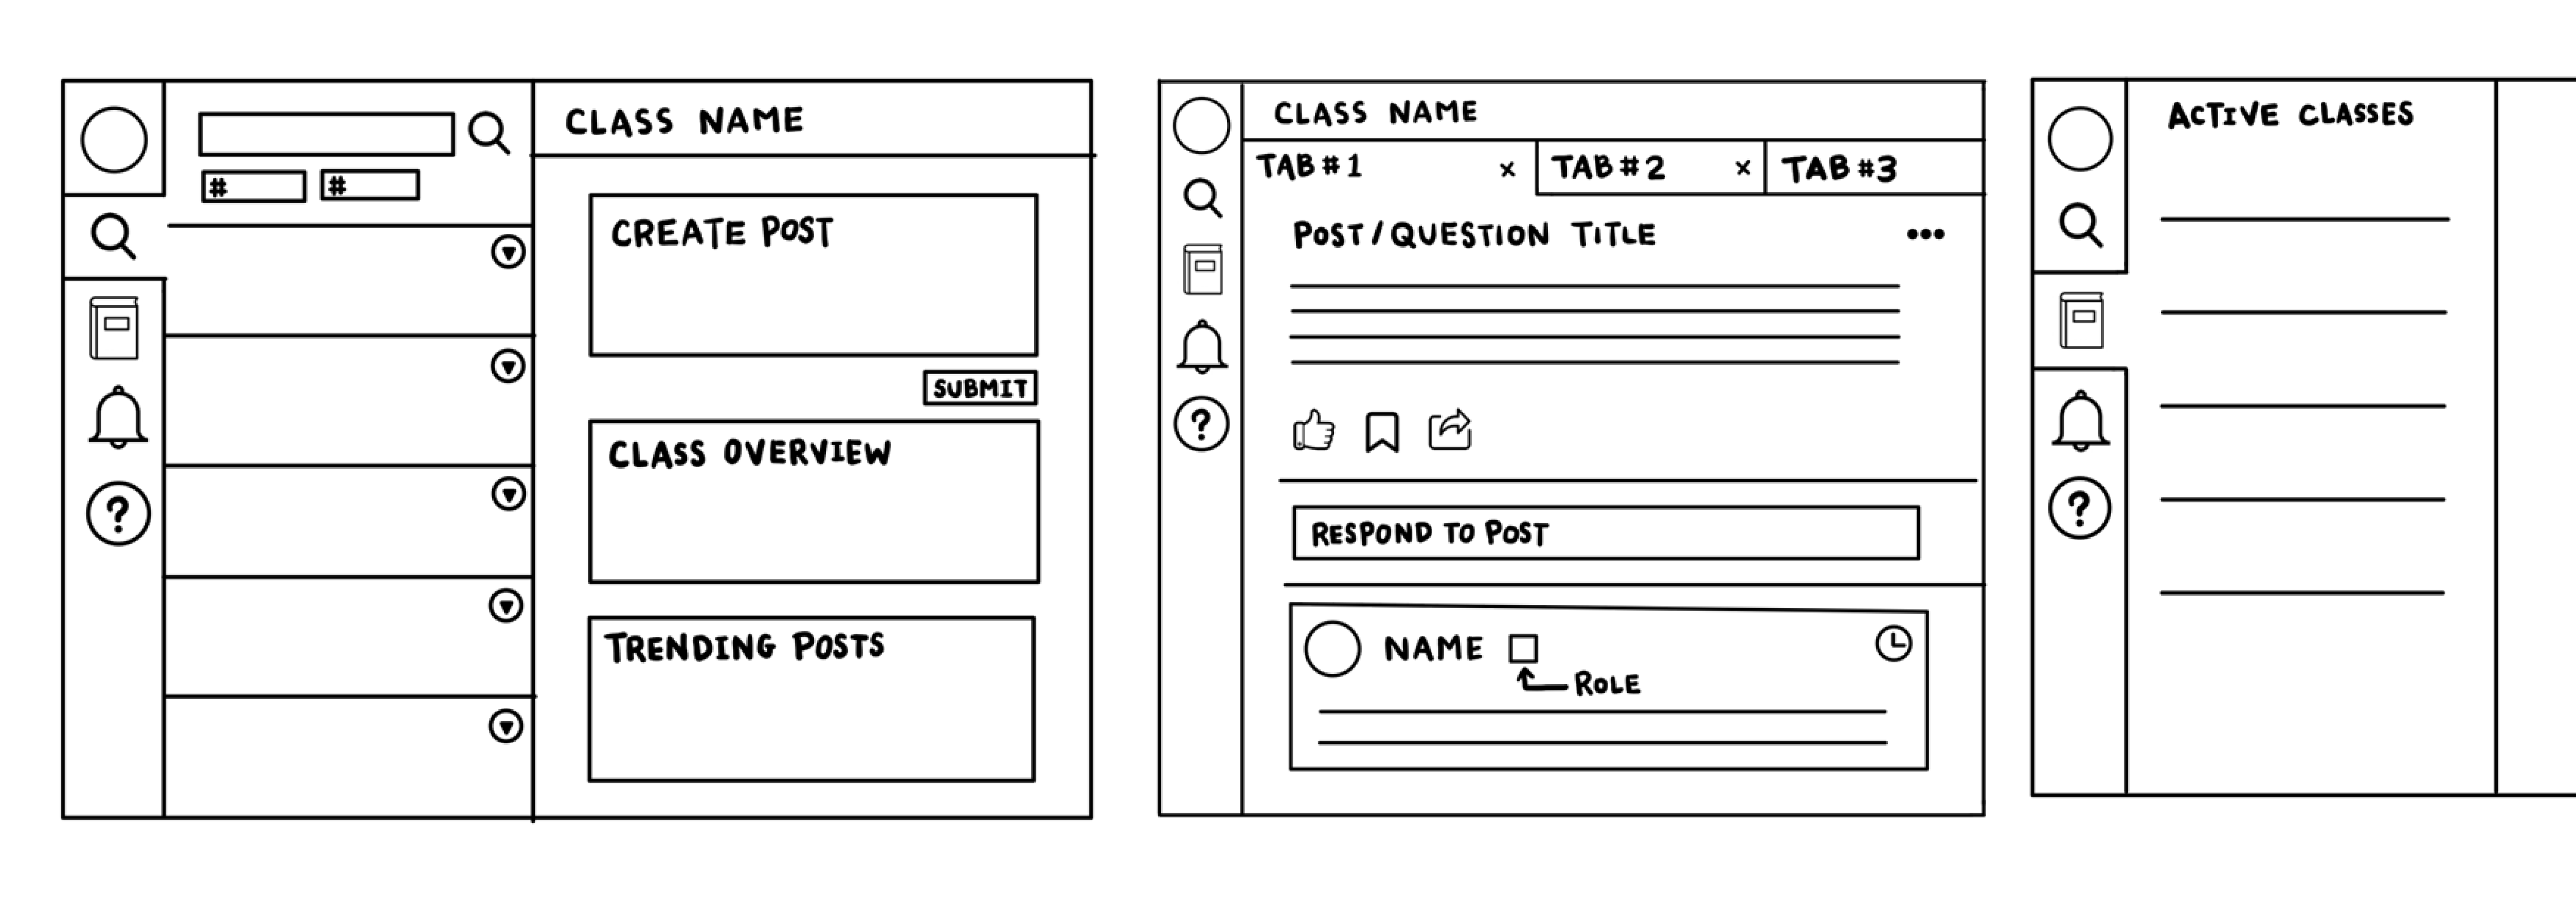 CLASS NAME
# #
CREATE POST
SUBMIT
CLASS OVERVIEW
TRENDING POSTS
?
CLASS NAME
TAB #1 × TAB #2 × TAB #3
POST/QUESTION TITLE •••
?
RESPOND TO POST
NAME
ROLE
ACTIVE CLASSES
?